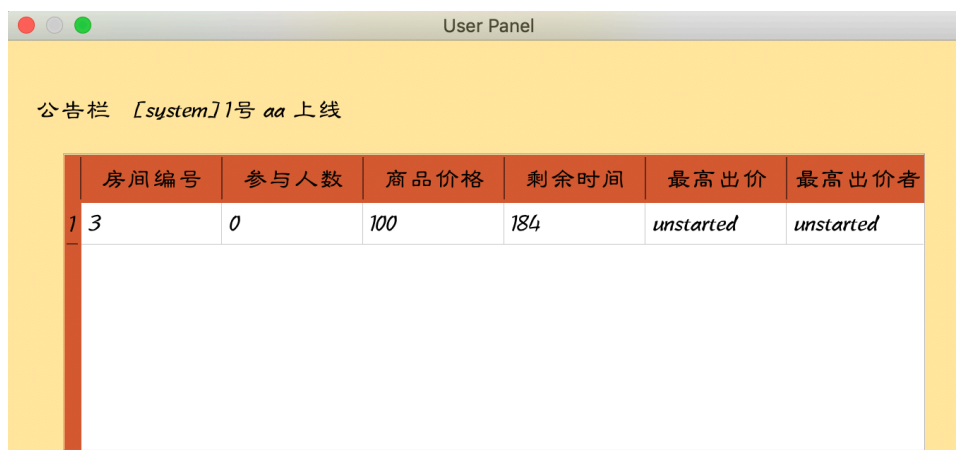 User Panel
公告栏 [system]1号 aa 上线
房间编号 参与人数 商品价格 剩余时间 最高出价 最高出价者
1 3 0 100 184 unstarted unstarted